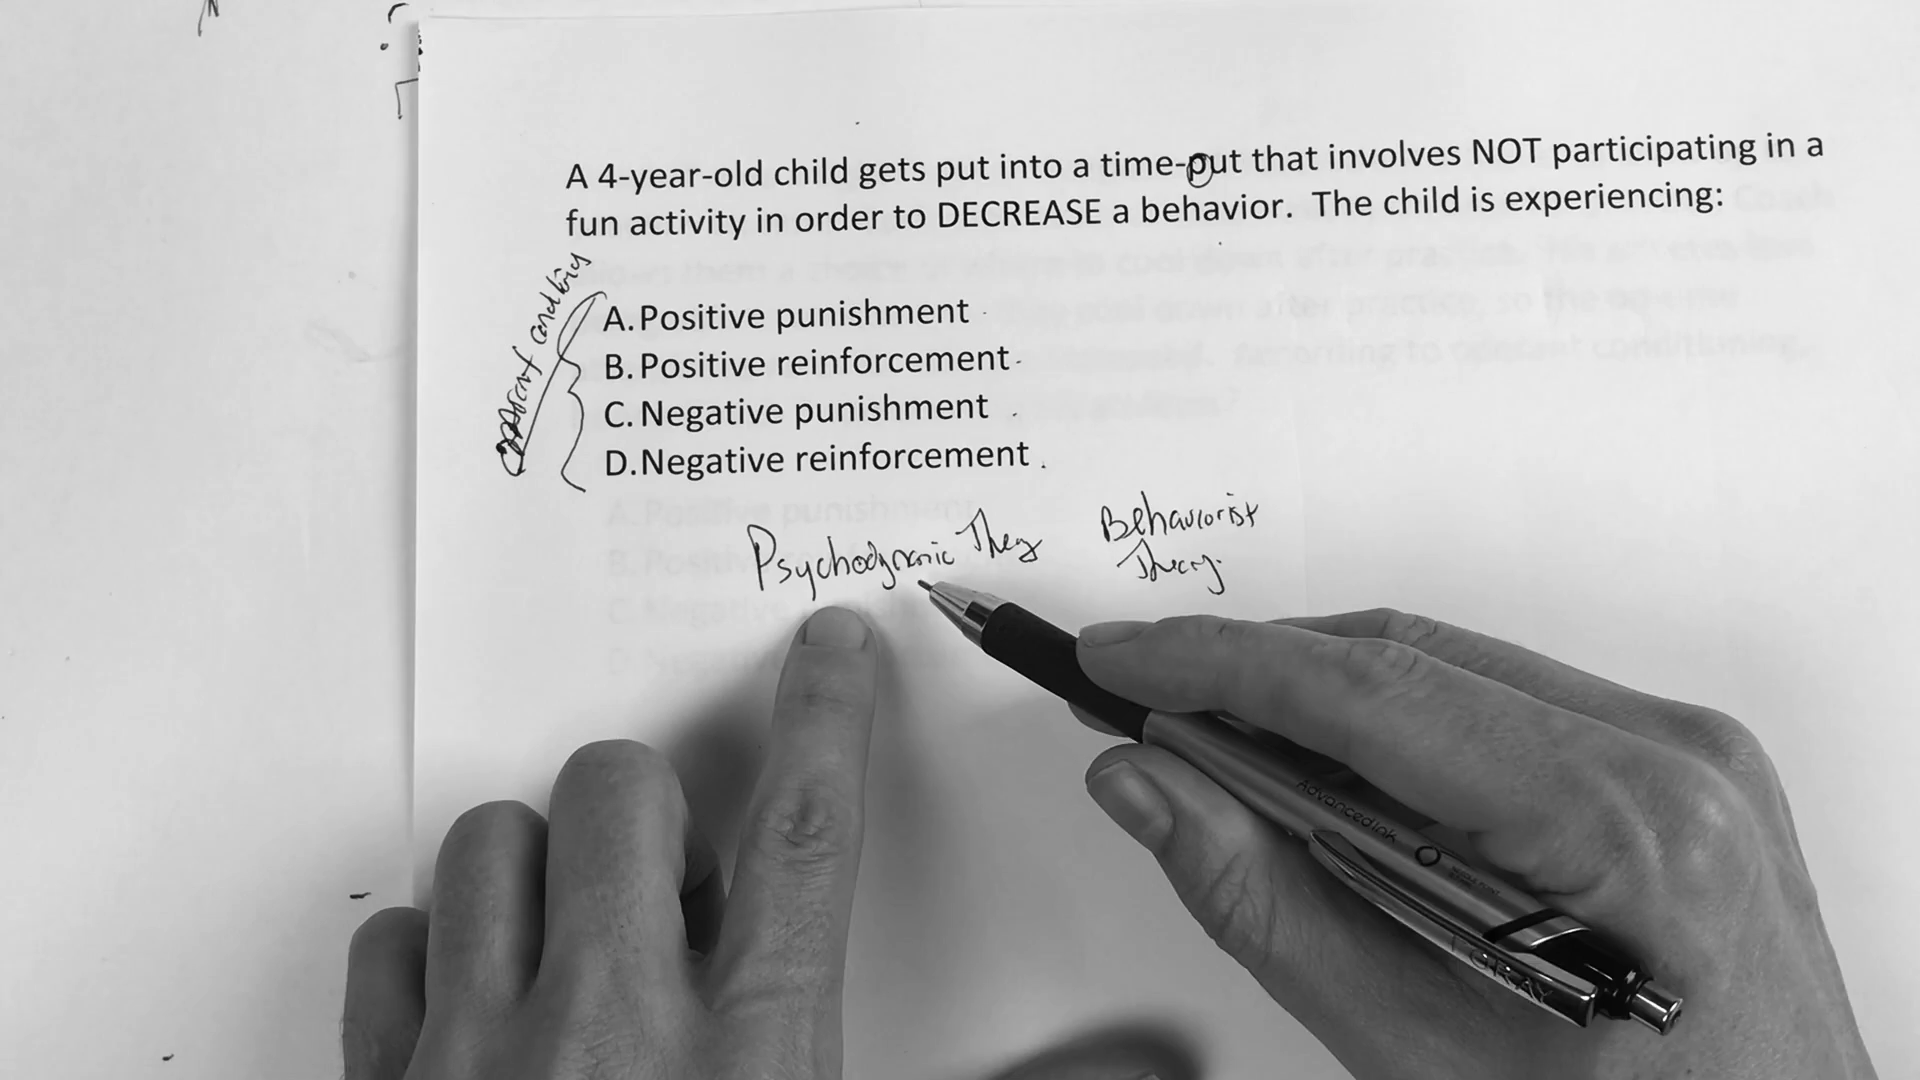 A 4-year-old child gets put into a time-out that involves NOT participating in a
fun activity in order to DECREASE a behavior. The child is experiencing:
conditioning
A. Positive punishment
B. Positive reinforcement
C. Negative punishment
D. Negative reinforcement
Psychodynamic Theory
Behaviorist
Theory
AdvancedInk
GRAY